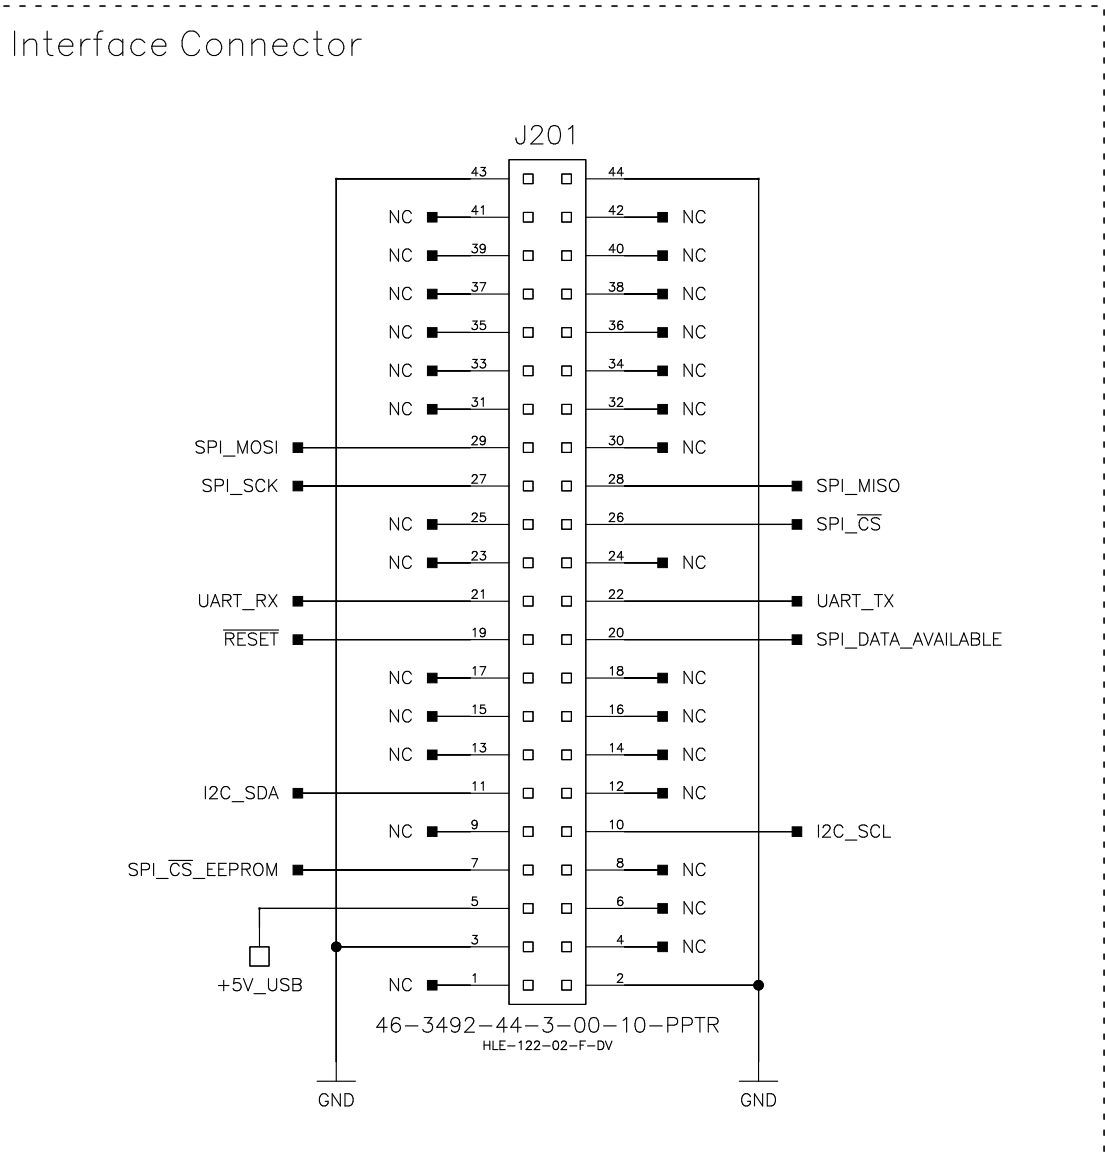 Interface Connector
J201
43 44
NC 41 42 NC
NC 39 40 NC
NC 37 38 NC
NC 35 36 NC
NC 33 34 NC
NC 31 32 NC
SPI_MOSI 29 30 NC
SPI_SCK 27 28 SPI_MISO
NC 25 26 SPI_C̅S̅
NC 23 24 NC
UART_RX 21 22 UART_TX
R̅E̅S̅E̅T̅ 19 20 SPI_DATA_AVAILABLE
NC 17 18 NC
NC 15 16 NC
NC 13 14 NC
I2C_SDA 11 12 NC
NC 9 10 I2C_SCL
SPI_C̅S̅_EEPROM 7 8 NC
5 6 NC
3 4 NC
+5V_USB NC 1 2
46-3492-44-3-00-10-PPTR
HLE-122-02-F-DV
GND GND